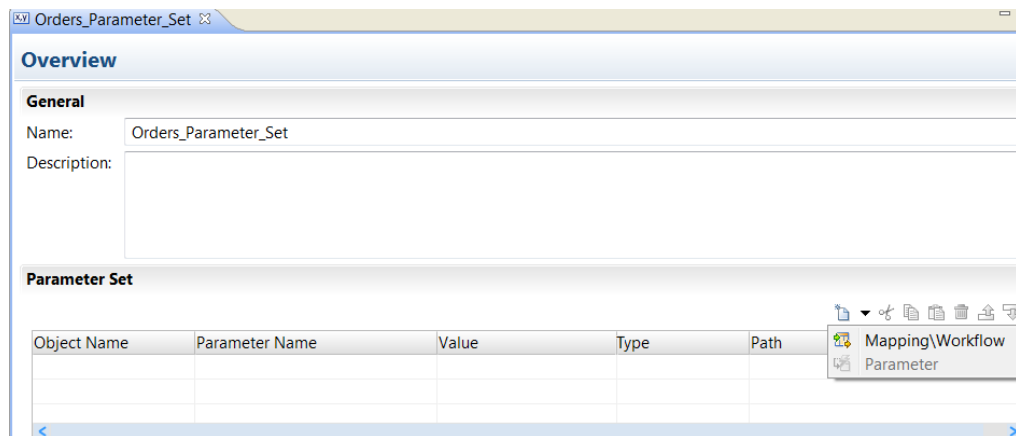 x,y Orders_Parameter_Set
Overview
General
Name: Orders_Parameter_Set
Description:
Parameter Set
Object Name Parameter Name Value Type Path
Mapping\Workflow
Parameter